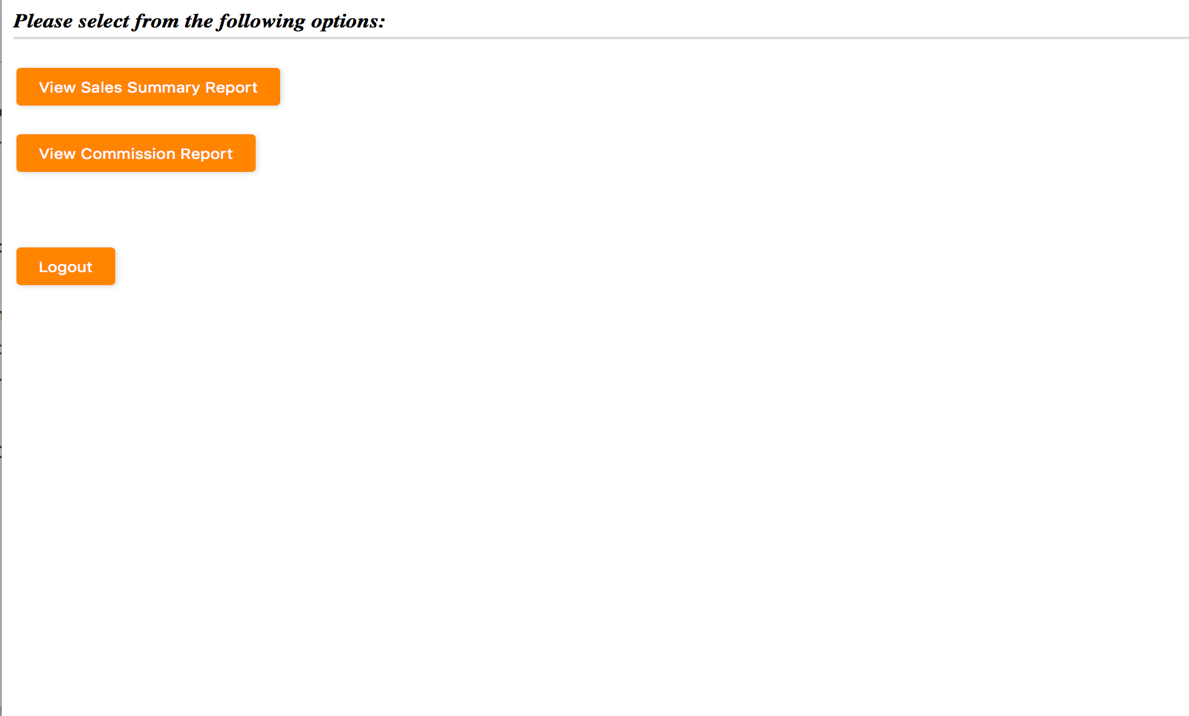 Please select from the following options:
View Sales Summary Report
View Commission Report
Logout